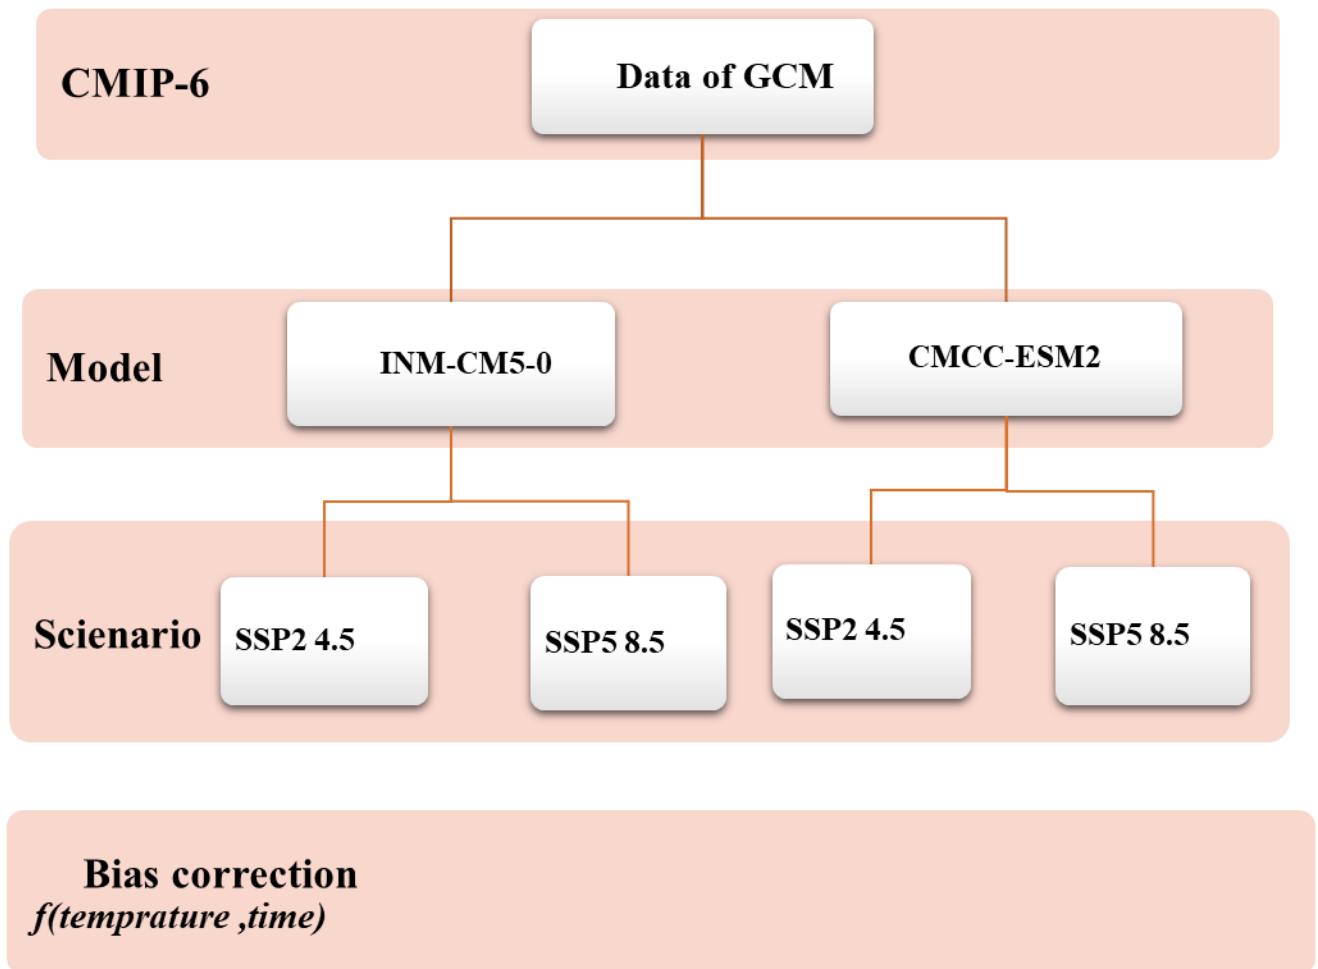 CMIP-6
Data of GCM
Model
INM-CM5-0
CMCC-ESM2
Scienario
SSP2 4.5
SSP5 8.5
SSP2 4.5
SSP5 8.5
Bias correction
f(temprature ,time)